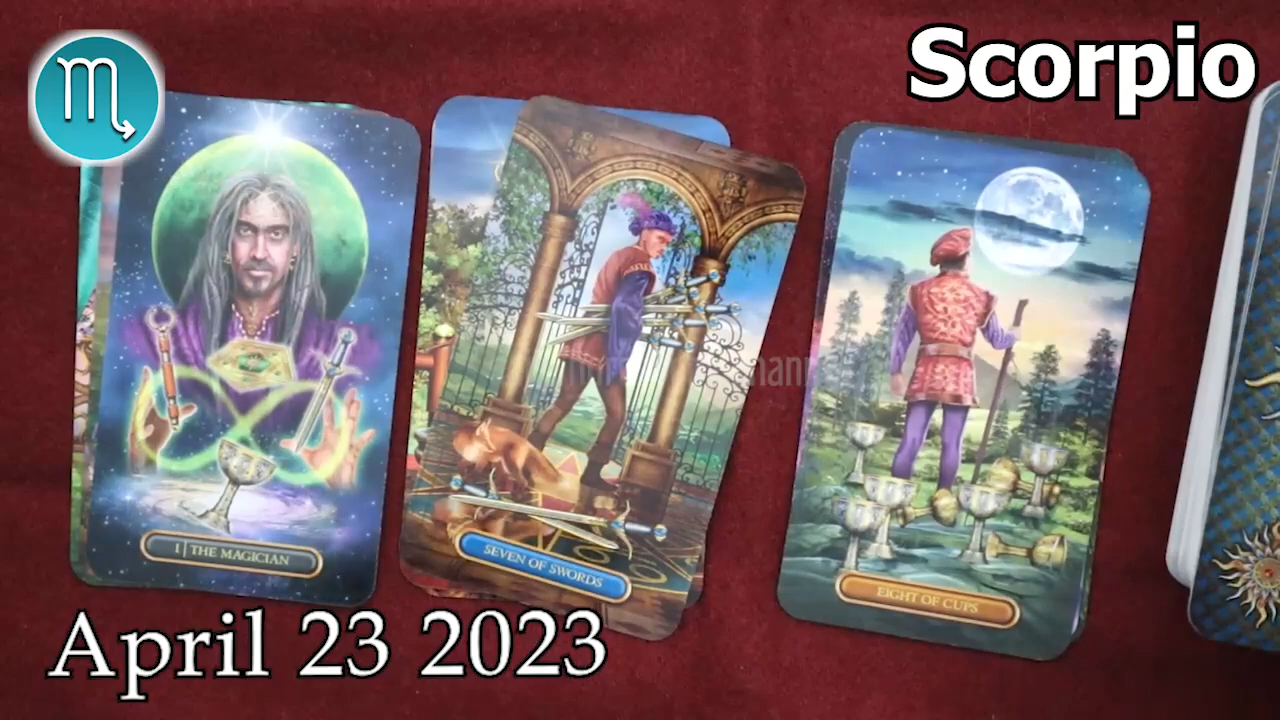 Scorpio
I THE MAGICIAN
SEVEN OF SWORDS
EIGHT OF CUPS
April 23 2023